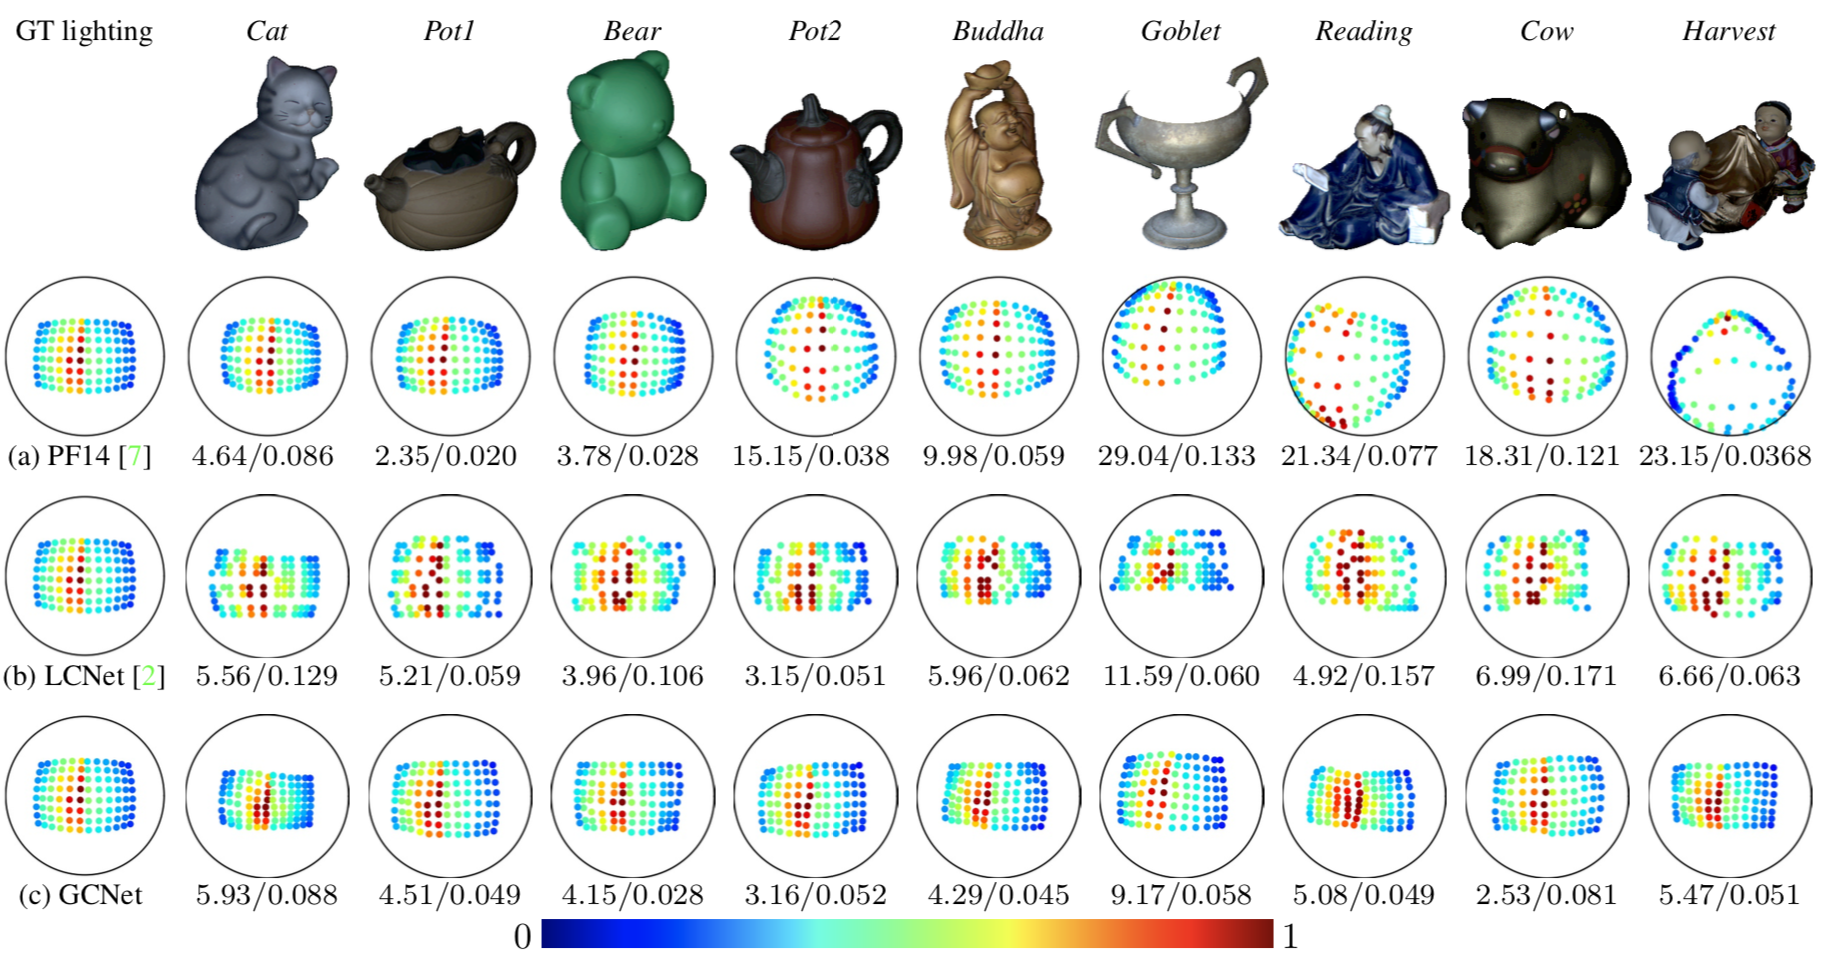 GT lighting Cat Pot1 Bear Pot2 Buddha Goblet Reading Cow Harvest
(a) PF14 [7] 4.64/0.086 2.35/0.020 3.78/0.028 15.15/0.038 9.98/0.059 29.04/0.133 21.34/0.077 18.31/0.121 23.15/0.0368
(b) LCNet [2] 5.56/0.129 5.21/0.059 3.96/0.106 3.15/0.051 5.96/0.062 11.59/0.060 4.92/0.157 6.99/0.171 6.66/0.063
(c) GCNet 5.93/0.088 4.51/0.049 4.15/0.028 3.16/0.052 4.29/0.045 9.17/0.058 5.08/0.049 2.53/0.081 5.47/0.051
0 1